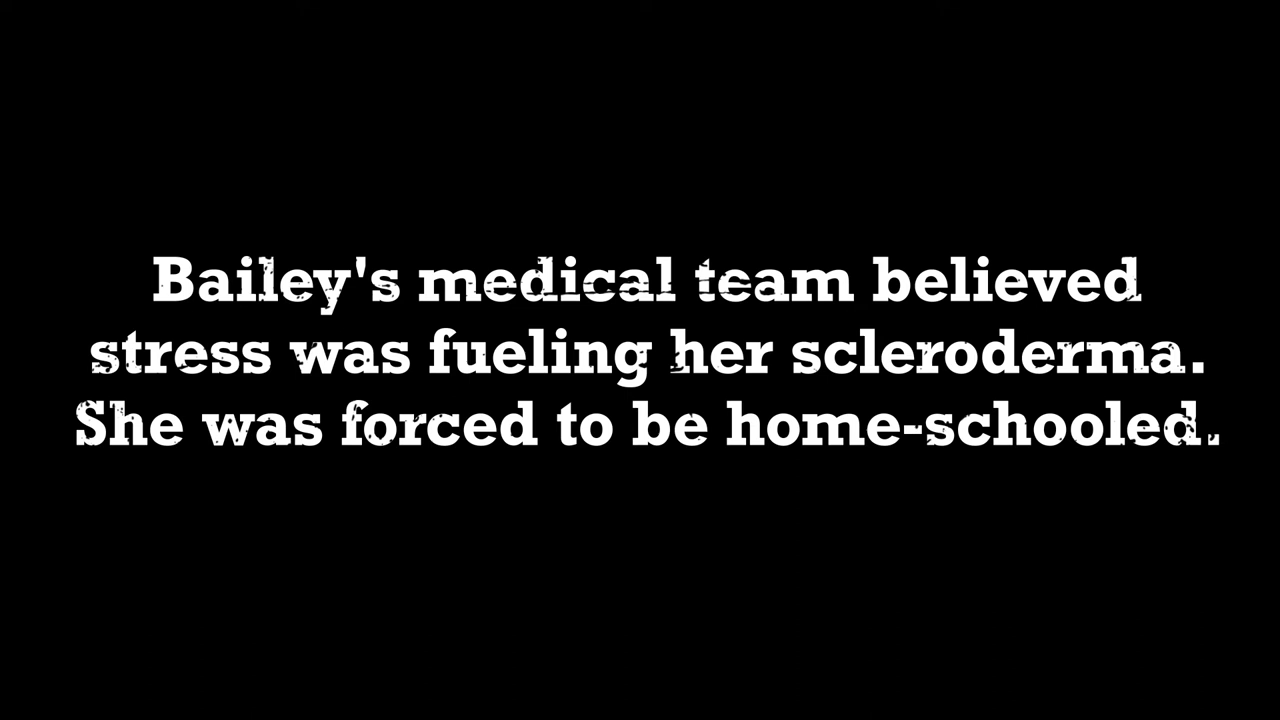 Bailey's medical team believed
stress was fueling her scleroderma.
She was forced to be home-schooled.